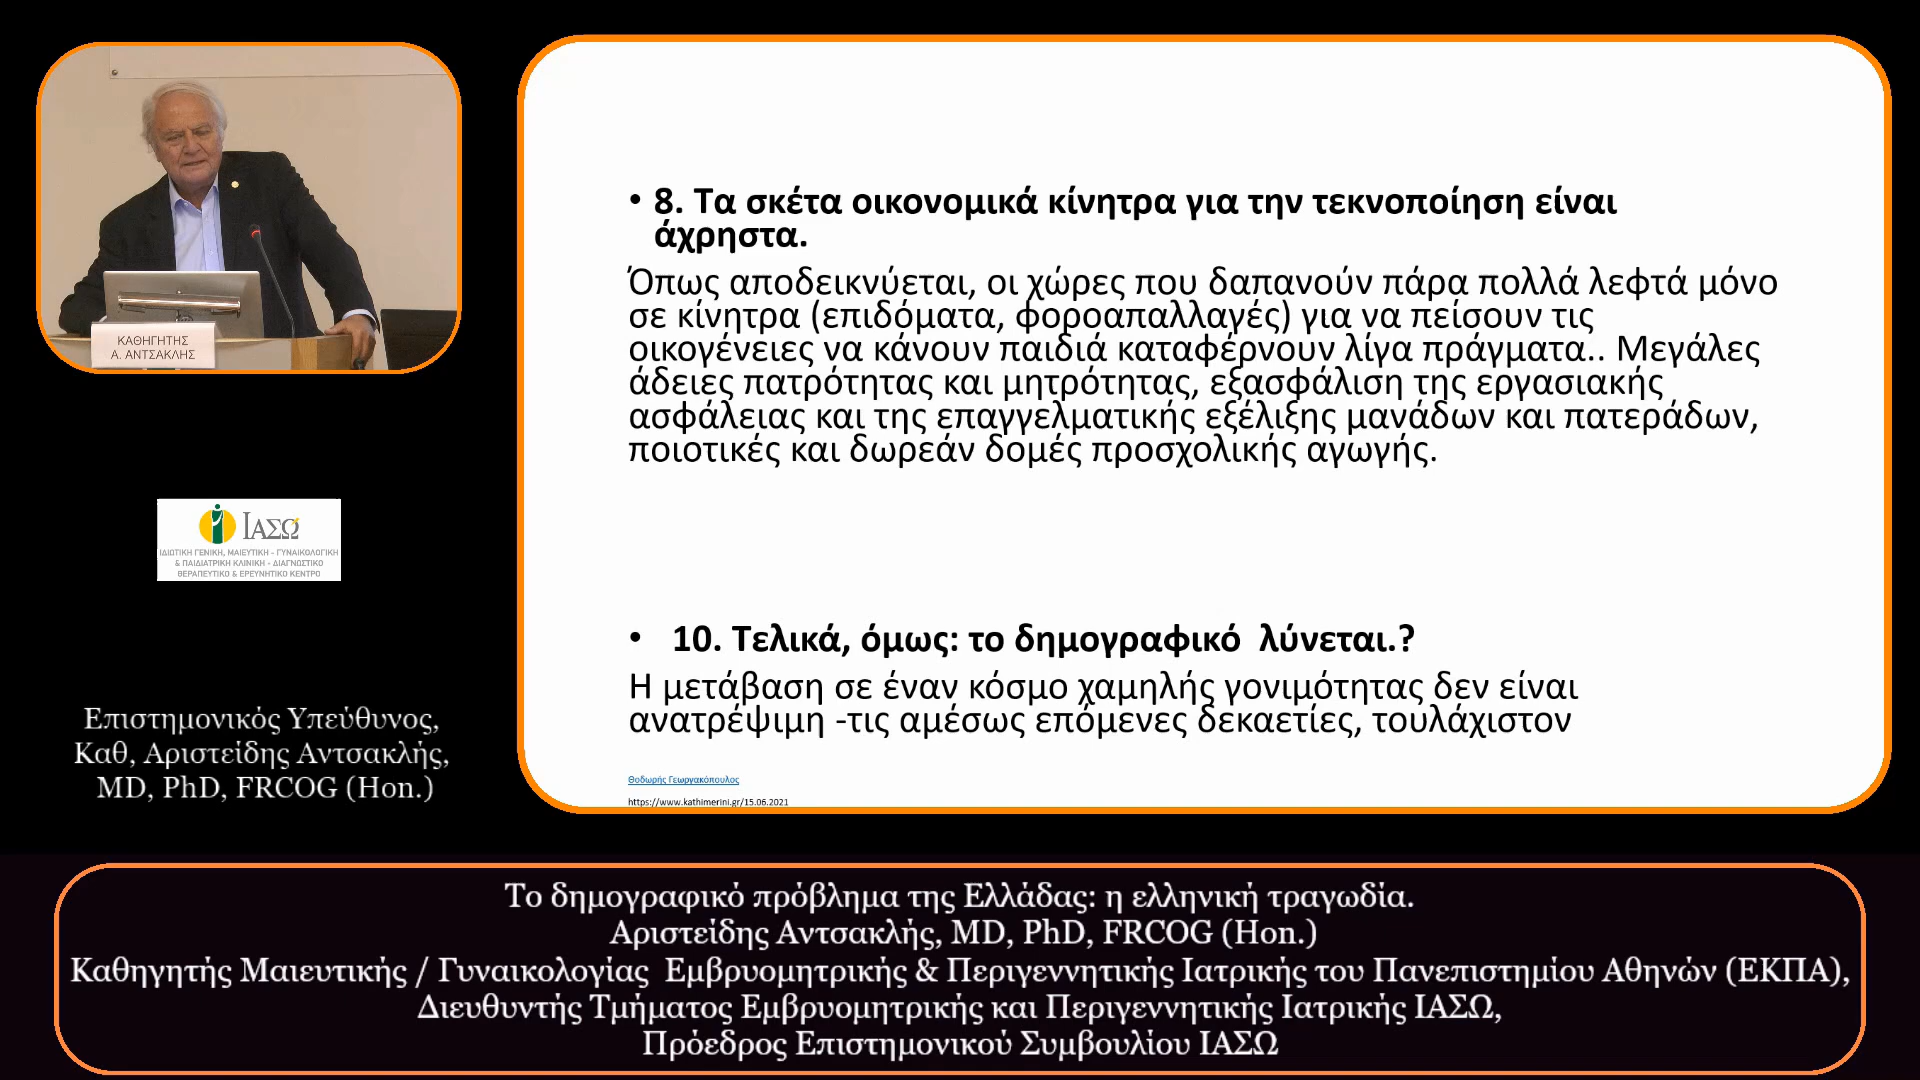 ΚΑΘΗΓΗΤΗΣ
Α. ΑΝΤΣΑΚΛΗΣ
ΙΑΣΩ
ΙΔΙΩΤΙΚΗ ΓΕΝΙΚΗ, ΜΑΙΕΥΤΙΚΗ - ΓΥΝΑΙΚΟΛΟΓΙΚΗ
& ΠΑΙΔΙΑΤΡΙΚΗ ΚΛΙΝΙΚΗ - ΔΙΑΓΝΩΣΤΙΚΟ
ΘΕΡΑΠΕΥΤΙΚΟ & ΕΡΕΥΝΗΤΙΚΟ ΚΕΝΤΡΟ
Επιστημονικός Υπεύθυνος,
Καθ, Αριστείδης Αντσακλής,
MD, PhD, FRCOG (Hon.)
• 8. Τα σκέτα οικονομικά κίνητρα για την τεκνοποίηση είναι
άχρηστα.
Όπως αποδεικνύεται, οι χώρες που δαπανούν πάρα πολλά λεφτά μόνο
σε κίνητρα (επιδόματα, φοροαπαλλαγές) για να πείσουν τις
οικογένειες να κάνουν παιδιά καταφέρνουν λίγα πράγματα.. Μεγάλες
άδειες πατρότητας και μητρότητας, εξασφάλιση της εργασιακής
ασφάλειας και της επαγγελματικής εξέλιξης μανάδων και πατεράδων,
ποιοτικές και δωρεάν δομές προσχολικής αγωγής.
• 10. Τελικά, όμως: το δημογραφικό λύνεται.?
Η μετάβαση σε έναν κόσμο χαμηλής γονιμότητας δεν είναι
ανατρέψιμη -τις αμέσως επόμενες δεκαετίες, τουλάχιστον
Θοδωρής Γεωργακόπουλος
https://www.kathimerini.gr/15.06.2021
Το δημογραφικό πρόβλημα της Ελλάδας: η ελληνική τραγωδία.
Αριστείδης Αντσακλής, MD, PhD, FRCOG (Hon.)
Καθηγητής Μαιευτικής / Γυναικολογίας Εμβρυομητρικής & Περιγεννητικής Ιατρικής του Πανεπιστημίου Αθηνών (ΕΚΠΑ),
Διευθυντής Τμήματος Εμβρυομητρικής και Περιγεννητικής Ιατρικής ΙΑΣΩ,
Πρόεδρος Επιστημονικού Συμβουλίου ΙΑΣΩ